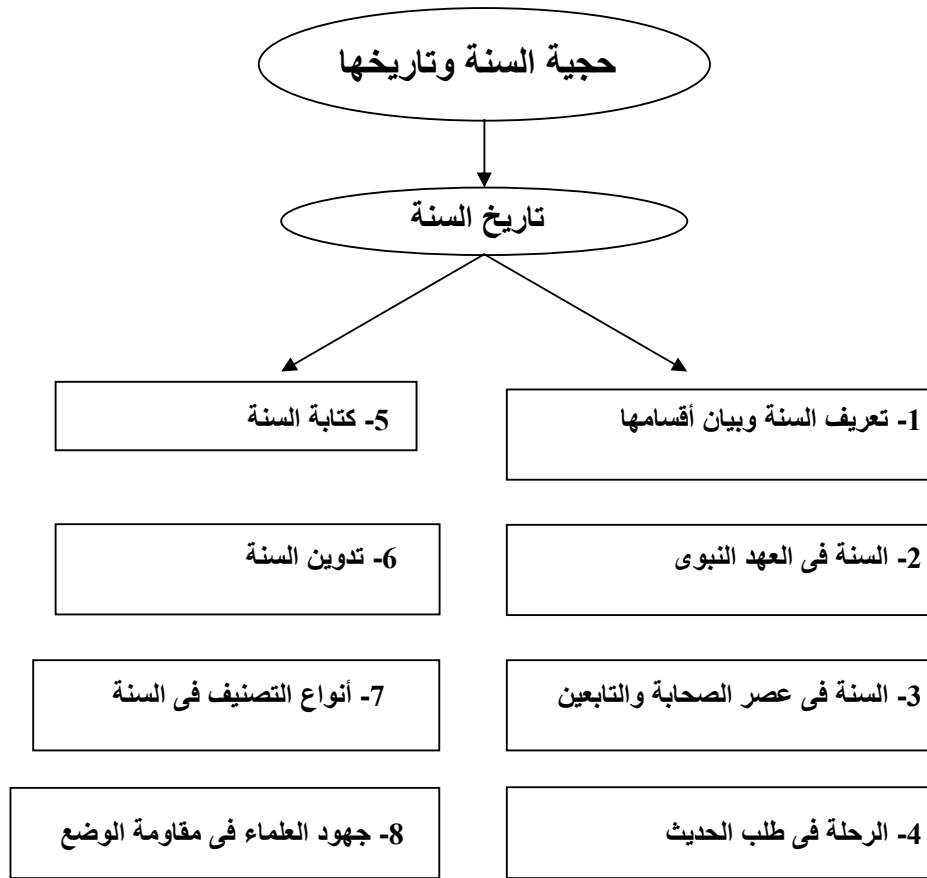 حجية السنة وتاريخها
تاريخ السنة
1- تعريف السنة وبيان أقسامها
2- السنة فى العهد النبوى
3- السنة فى عصر الصحابة والتابعين
4- الرحلة فى طلب الحديث
5- كتابة السنة
6- تدوين السنة
7- أنواع التصنيف فى السنة
8- جهود العلماء فى مقاومة الوضع